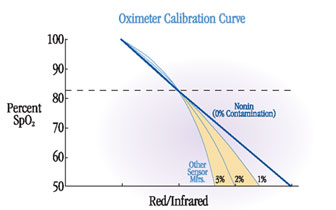 Oximeter Calibration Curve
100
90
80
70
60
50
Percent
SpO2
Nonin
(0% Contamination)
Other
Sensor
Mfrs.
3% 2% 1%
Red/Infrared